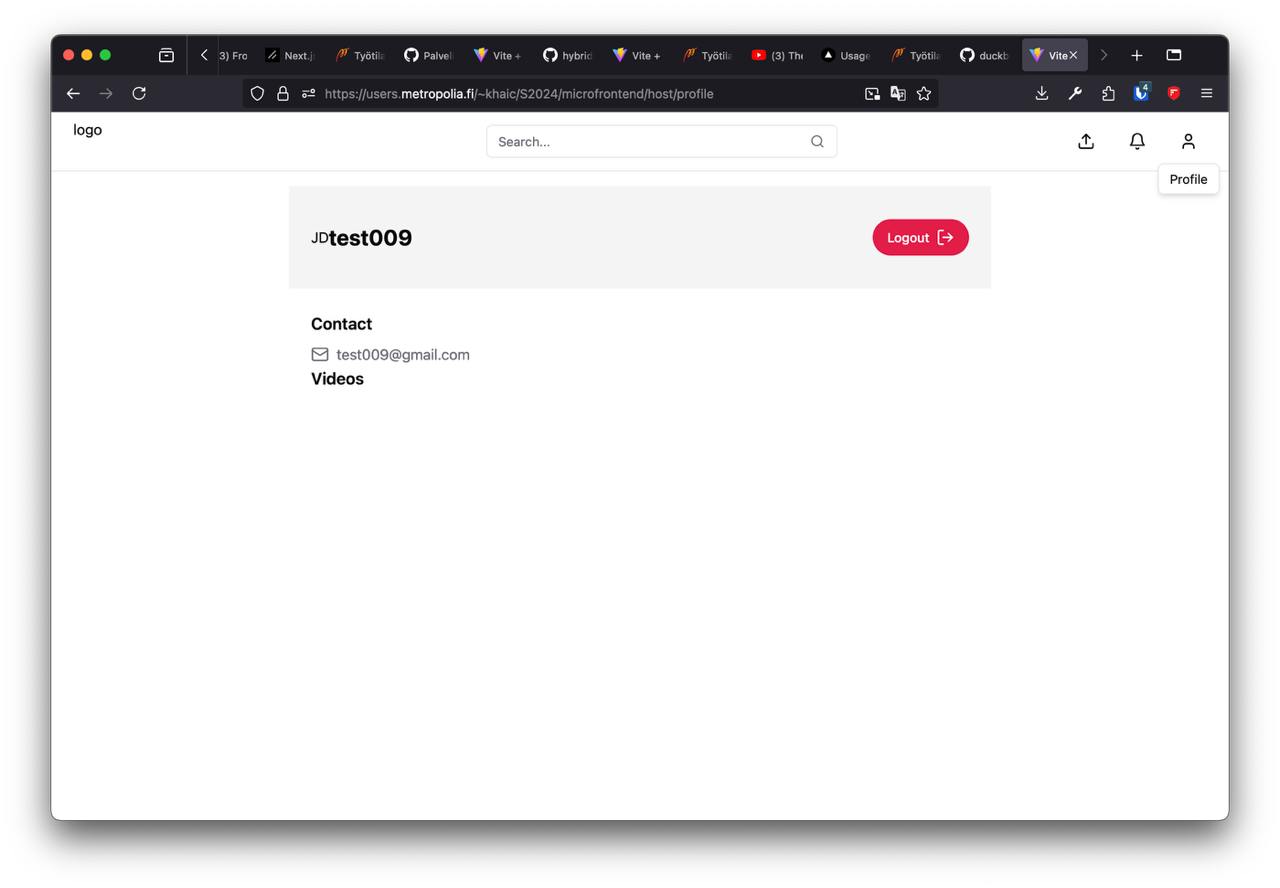 3) Fro Next.j Työtila Palvel Vite + hybrid Vite + Työtila (3) The Usage Työtila duckb Vite
https://users.metropolia.fi/~khaic/S2024/microfrontend/host/profile 4
logo
Search...
Profile
JDtest009 Logout
Contact
test009@gmail.com
Videos